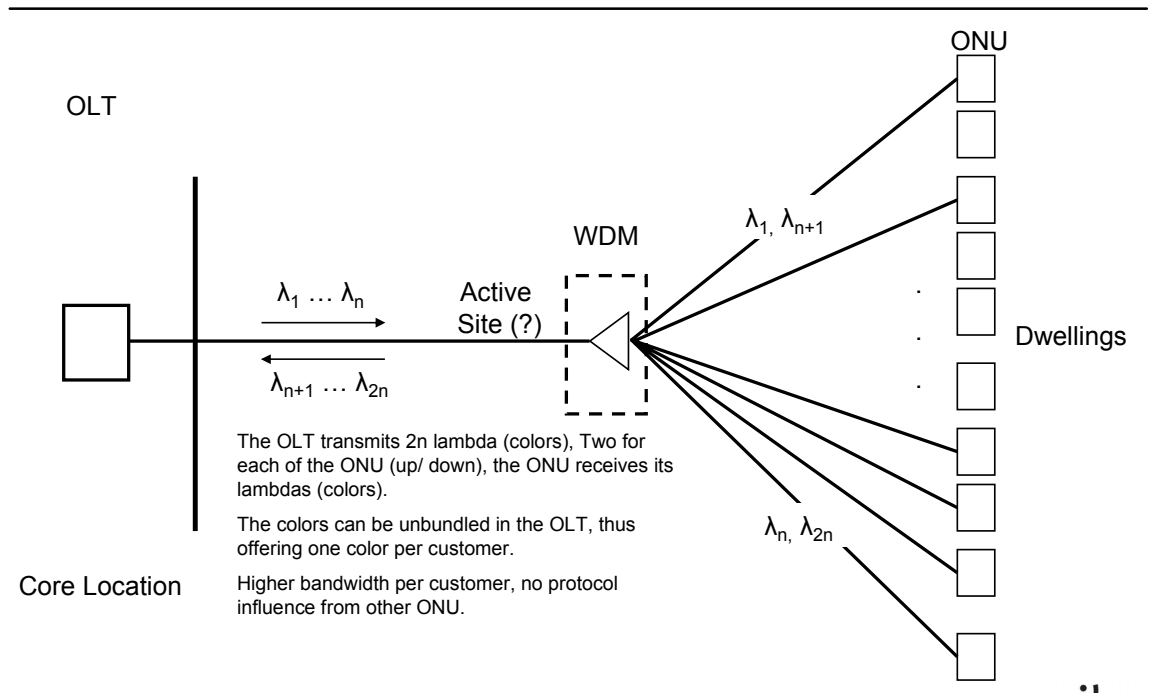 ONU
OLT
λ1, λn+1
WDM
λ1 … λn
Active
Site (?)
Dwellings
λn+1 … λ2n
The OLT transmits 2n lambda (colors), Two for
each of the ONU (up/ down), the ONU receives its
lambdas (colors).
The colors can be unbundled in the OLT, thus
offering one color per customer.
λn, λ2n
Core Location
Higher bandwidth per customer, no protocol
influence from other ONU.